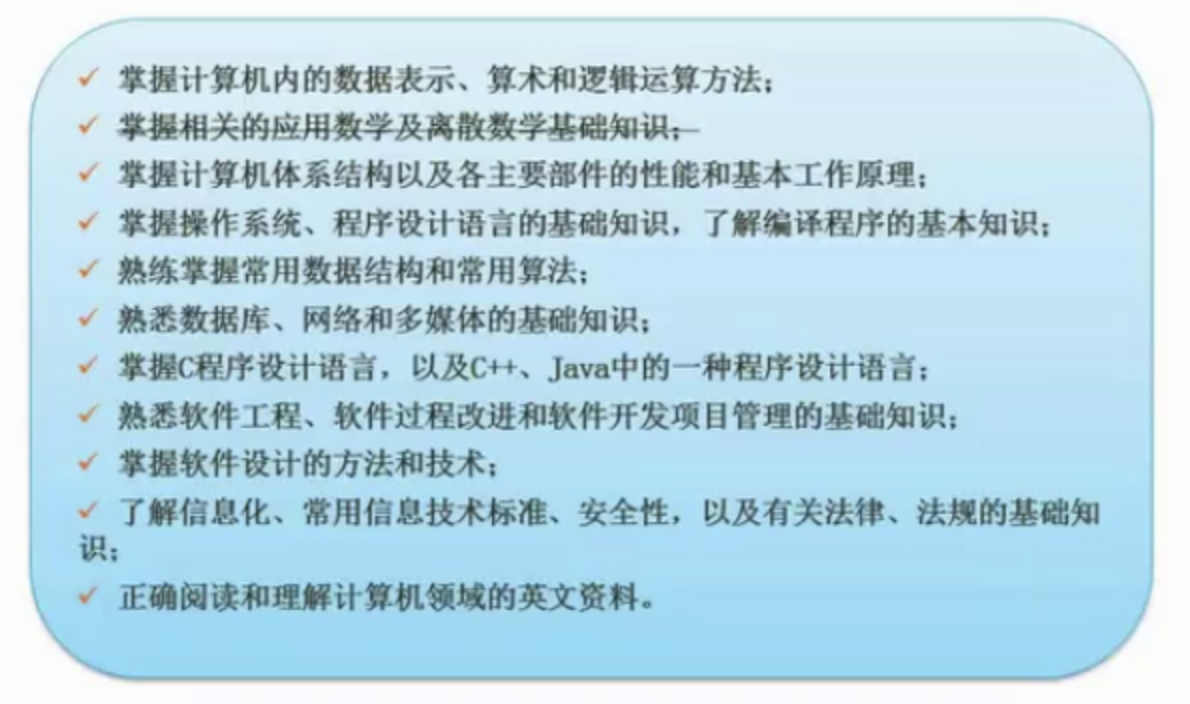 ✓ 掌握计算机内的数据表示、算术和逻辑运算方法；
✓ 掌握相关的应用数学及离散数学基础知识；
✓ 掌握计算机体系结构以及各主要部件的性能和基本工作原理；
✓ 掌握操作系统、程序设计语言的基础知识，了解编译程序的基本知识；
✓ 熟练掌握常用数据结构和常用算法；
✓ 熟悉数据库、网络和多媒体的基础知识；
✓ 掌握C程序设计语言，以及C++、Java中的一种程序设计语言；
✓ 熟悉软件工程、软件过程改进和软件开发项目管理的基础知识；
✓ 掌握软件设计的方法和技术；
✓ 了解信息化、常用信息技术标准、安全性，以及有关法律、法规的基础知
识；
✓ 正确阅读和理解计算机领域的英文资料。